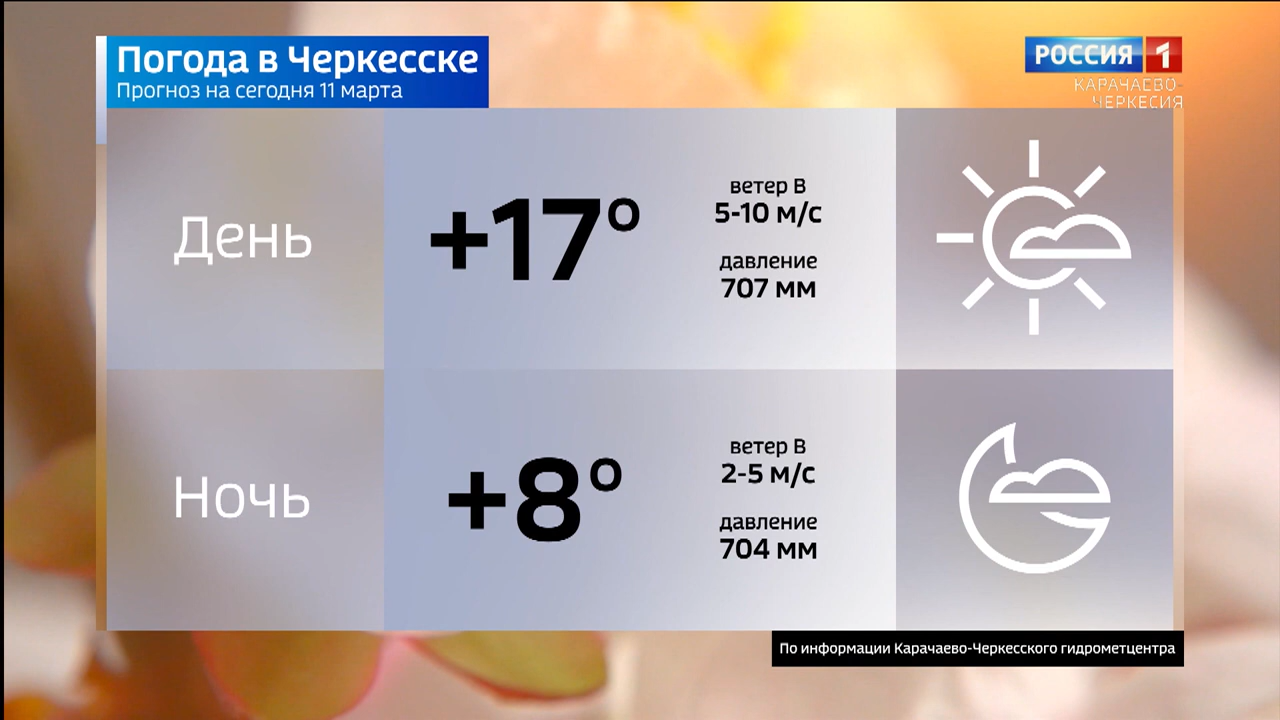 Погода в Черкесске
Прогноз на сегодня 11 марта
РОССИЯ 1
КАРАЧАЕВО-
ЧЕРКЕСИЯ
День
+17°
ветер В
5-10 м/с
давление
707 мм
Ночь
+8°
ветер В
2-5 м/с
давление
704 мм
По информации Карачаево-Черкесского гидрометцентра